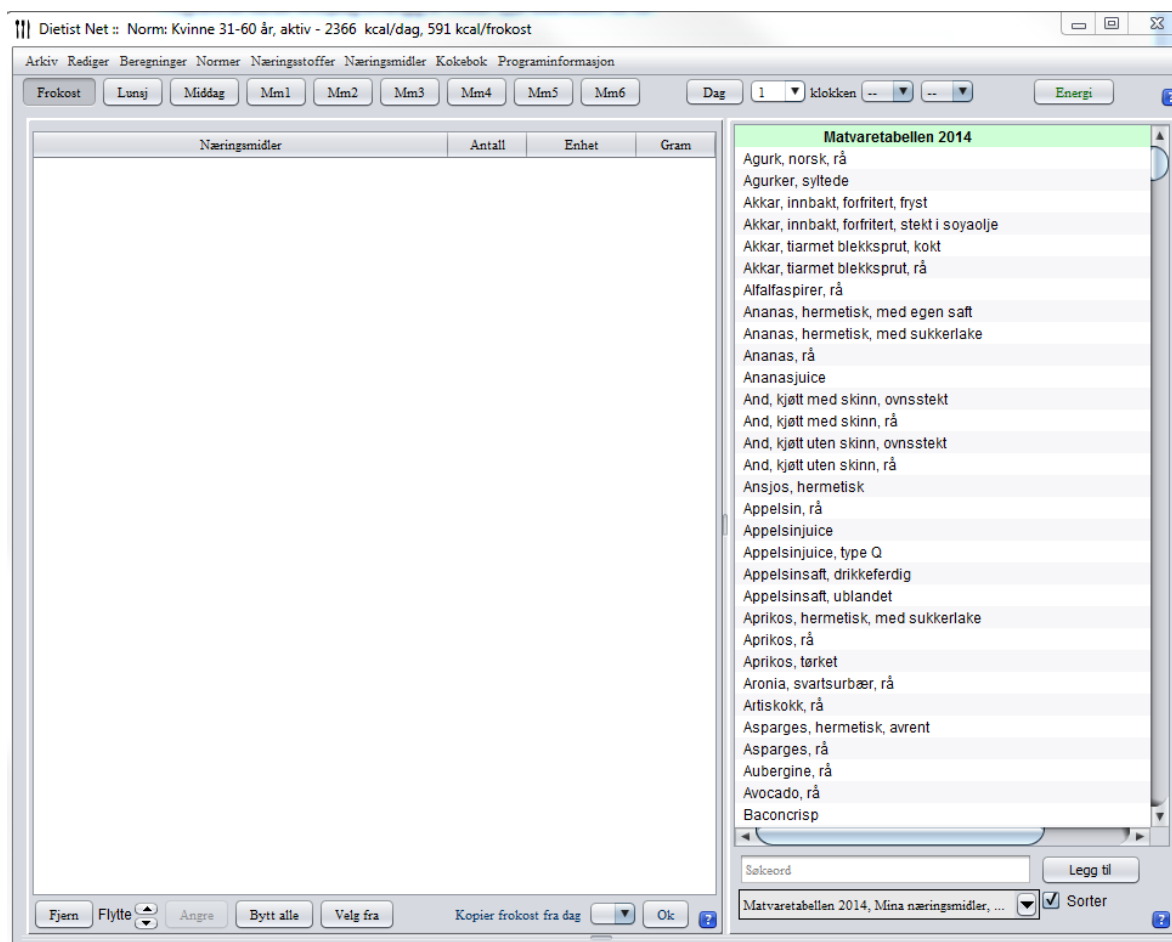 Dietist Net :: Norm: Kvinne 31-60 år, aktiv - 2366 kcal/dag, 591 kcal/frokost
Arkiv Rediger Beregninger Normer Næringsstoffer Næringsmidler Kokebok Programinformasjon
Frokost Lunsj Middag Mm1 Mm2 Mm3 Mm4 Mm5 Mm6 Dag 1 klokken -- -- Energi ?
Næringsmidler Antall Enhet Gram
Matvaretabellen 2014
Agurk, norsk, rå
Agurker, syltede
Akkar, innbakt, forfritert, fryst
Akkar, innbakt, forfritert, stekt i soyaolje
Akkar, tiarmet blekksprut, kokt
Akkar, tiarmet blekksprut, rå
Alfalfaspirer, rå
Ananas, hermetisk, med egen saft
Ananas, hermetisk, med sukkerlake
Ananas, rå
Ananasjuice
And, kjøtt med skinn, ovnsstekt
And, kjøtt med skinn, rå
And, kjøtt uten skinn, ovnsstekt
And, kjøtt uten skinn, rå
Ansjos, hermetisk
Appelsin, rå
Appelsinjuice
Appelsinjuice, type Q
Appelsinsaft, drikkeferdig
Appelsinsaft, ublandet
Aprikos, hermetisk, med sukkerlake
Aprikos, rå
Aprikos, tørket
Aronia, svartsurbær, rå
Artiskokk, rå
Asparges, hermetisk, avrent
Asparges, rå
Aubergine, rå
Avocado, rå
Baconcrisp
Søkeord Legg til
Matvaretabellen 2014, Mina næringsmidler, ... Sorter
Fjern Flytte Angre Bytt alle Velg fra Kopier frokost fra dag Ok ? ?